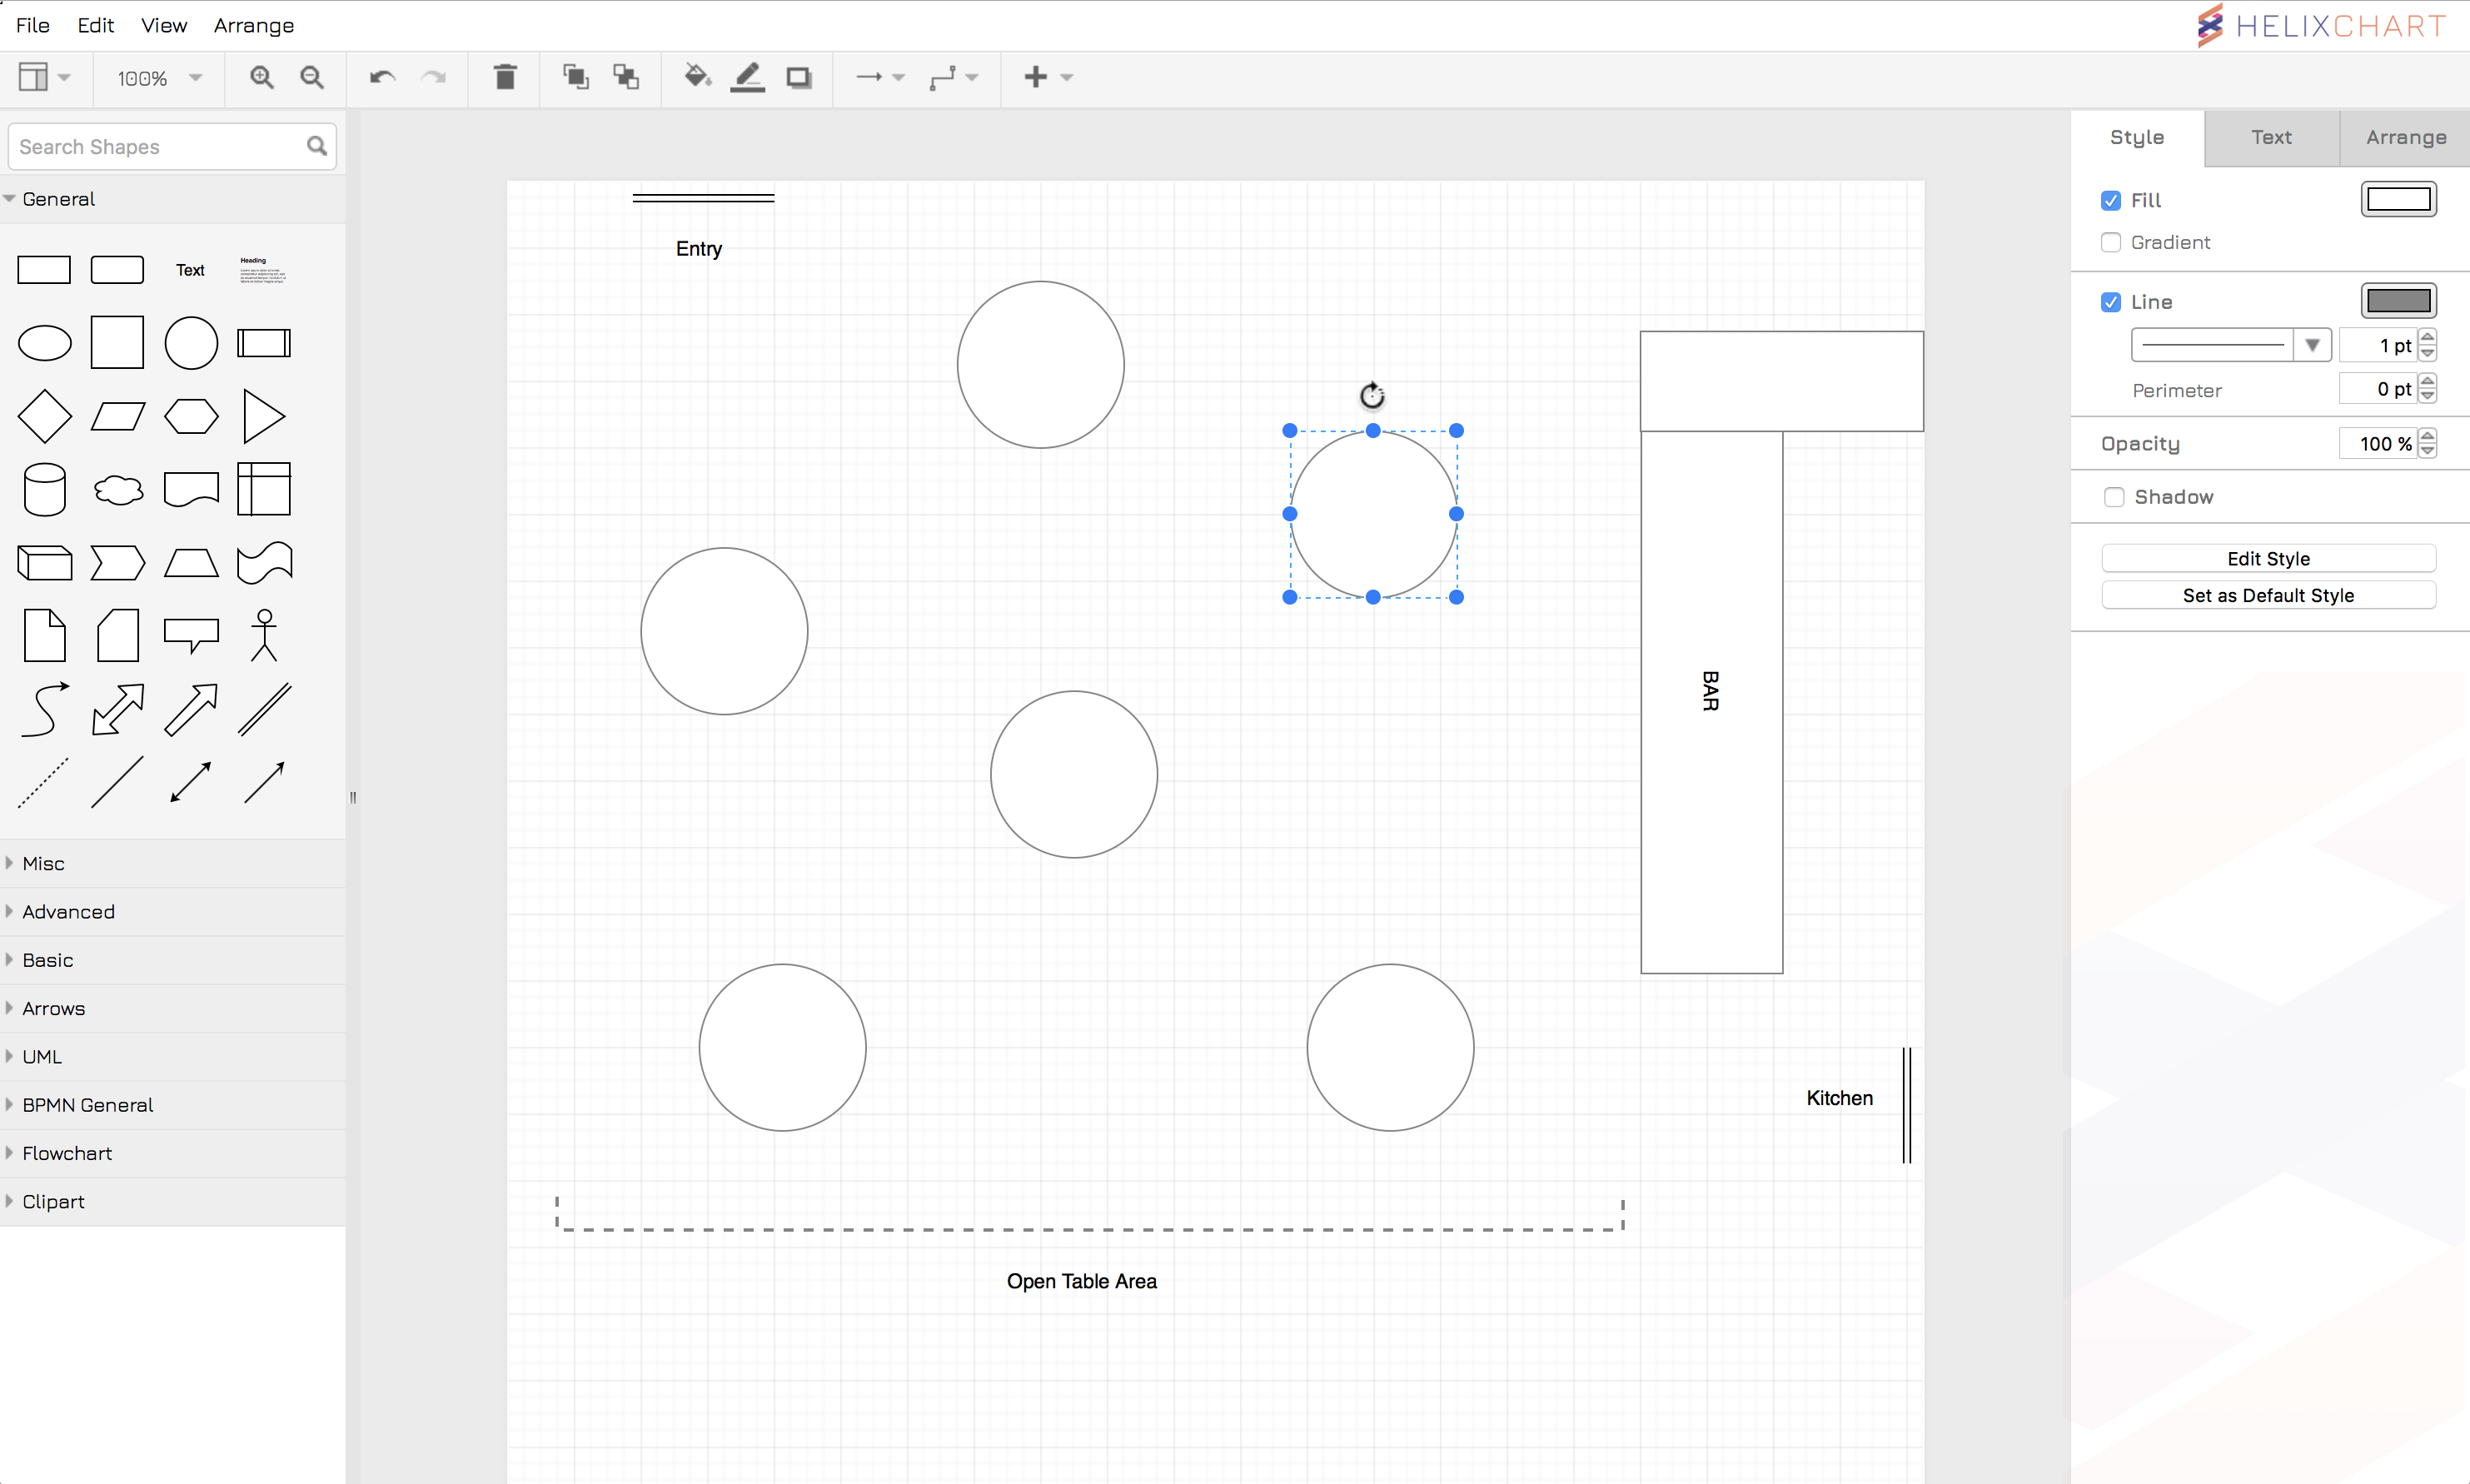 File Edit View Arrange
HELIXCHART
100%
Search Shapes
General
Text
Heading
Misc
Advanced
Basic
Arrows
UML
BPMN General
Flowchart
Clipart
Entry
BAR
Kitchen
Open Table Area
Style Text Arrange
Fill
Gradient
Line
1 pt
Perimeter 0 pt
Opacity 100 %
Shadow
Edit Style
Set as Default Style